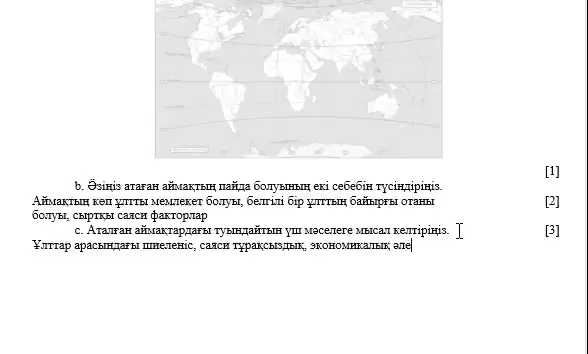 [1]
b. Өзіңіз атаған аймақтың пайда болуының екі себебін түсіндіріңіз.
Аймақтың көп ұлтты мемлекет болуы, белгілі бір ұлттың байырғы отаны [2]
болуы, сыртқы саяси факторлар
c. Аталған аймақтардағы туындайтын үш мәселеге мысал келтіріңіз. [3]
Ұлттар арасындағы шиеленіс, саяси тұрақсыздық, экономикалық әле